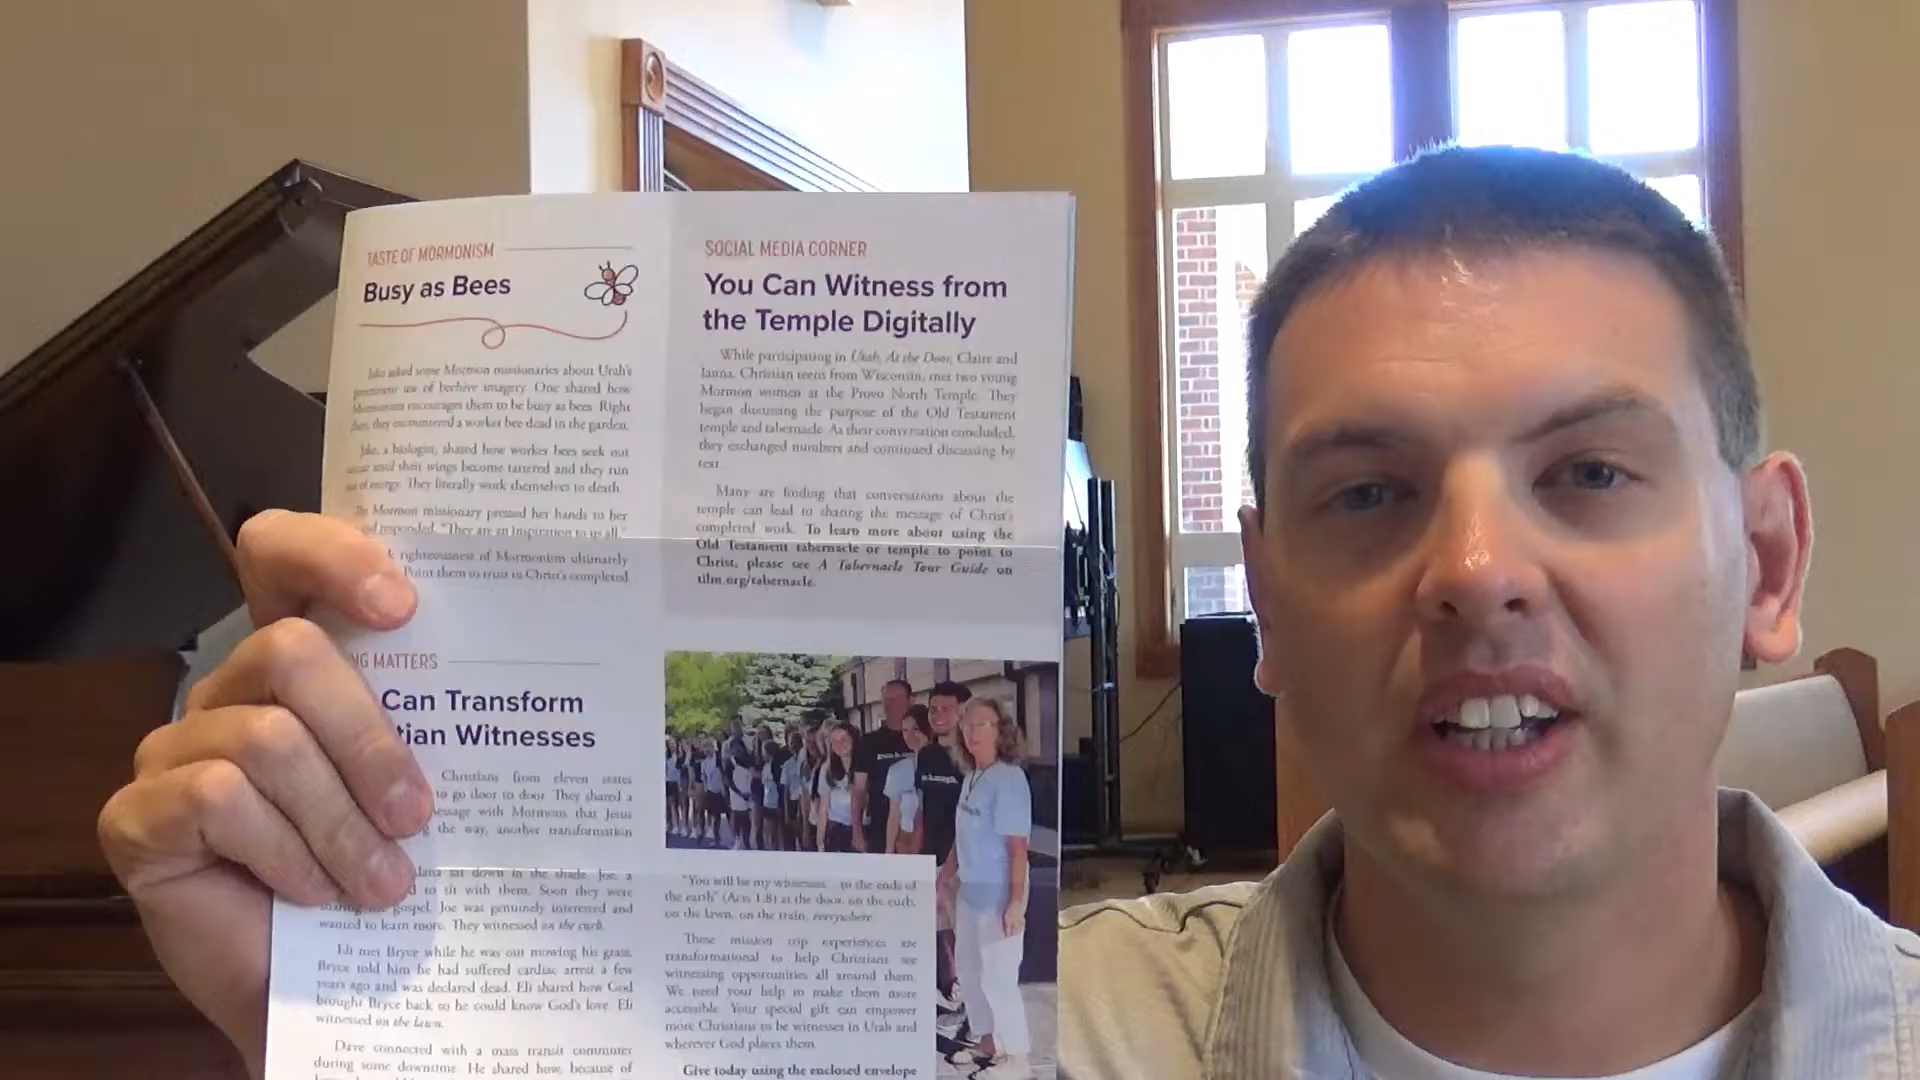 TASTE OF MORMONISM
Busy as Bees
Jake asked some Mormon missionaries about Utah's
prominent use of beehive imagery. One shared how
Mormonism encourages them to be busy as bees. Right
then, they encountered a worker bee dead in the garden.
Jake, a biologist, shared how worker bees seek out
nectar until their wings become tattered and they run
out of energy. They literally work themselves to death.
The Mormon missionary pressed her hands to her
and responded, "They are an inspiration to us all."
righteousness of Mormonism ultimately
Point them to trust in Christ's completed
NG MATTERS
Can Transform
tian Witnesses
Christians from eleven states
to go door to door. They shared a
essage with Mormons that Jesus
g the way, another transformation
sat down in the shade. Joe, a
d to sit with them. Soon they were
sharing the gospel. Joe was genuinely interested and
wanted to learn more. They witnessed on the curb.
Eli met Bryce while he was out mowing his grass.
Bryce told him he had suffered cardiac arrest a few
years ago and was declared dead. Eli shared how God
brought Bryce back so he could know God's love. Eli
witnessed on the lawn.
Dave connected with a mass transit commuter
during some downtime. He shared how, because of
SOCIAL MEDIA CORNER
You Can Witness from
the Temple Digitally
While participating in Utah, At the Door, Claire and
Ianna, Christian teens from Wisconsin, met two young
Mormon women at the Provo North Temple. They
began discussing the purpose of the Old Testament
temple and tabernacle. As their conversation concluded,
they exchanged numbers and continued discussing by
text.
Many are finding that conversations about the
temple can lead to sharing the message of Christ's
completed work. To learn more about using the
Old Testament tabernacle or temple to point to
Christ, please see A Tabernacle Tour Guide on
tilm.org/tabernacle.
"You will be my witnesses... to the ends of
the earth" (Acts 1:8) at the door, on the curb,
on the lawn, on the train, everywhere.
These mission trip experiences are
transformational to help Christians see
witnessing opportunities all around them.
We need your help to make them more
accessible. Your special gift can empower
more Christians to be witnesses in Utah and
wherever God places them.
Give today using the enclosed envelope